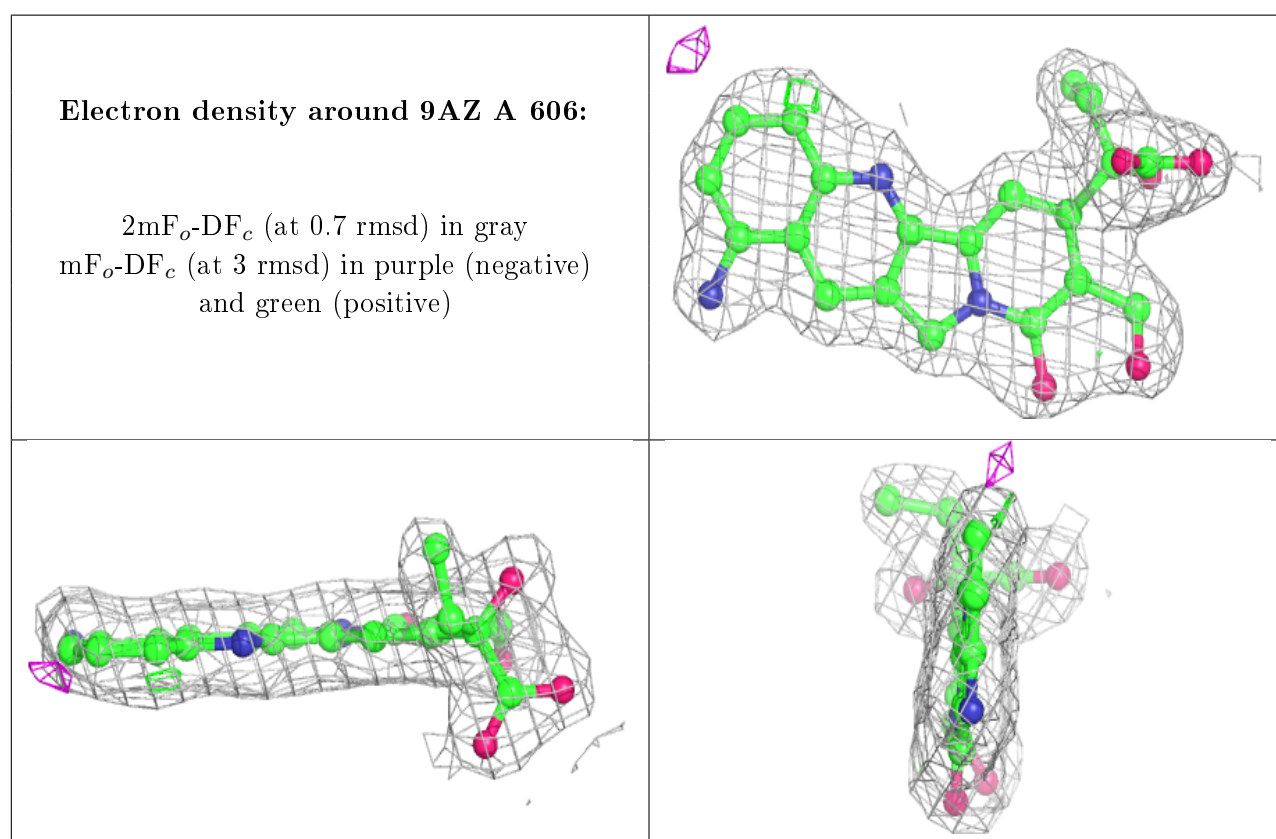 Electron density around 9AZ A 606:
2mFo-DFc (at 0.7 rmsd) in gray
mFo-DFc (at 3 rmsd) in purple (negative)
and green (positive)